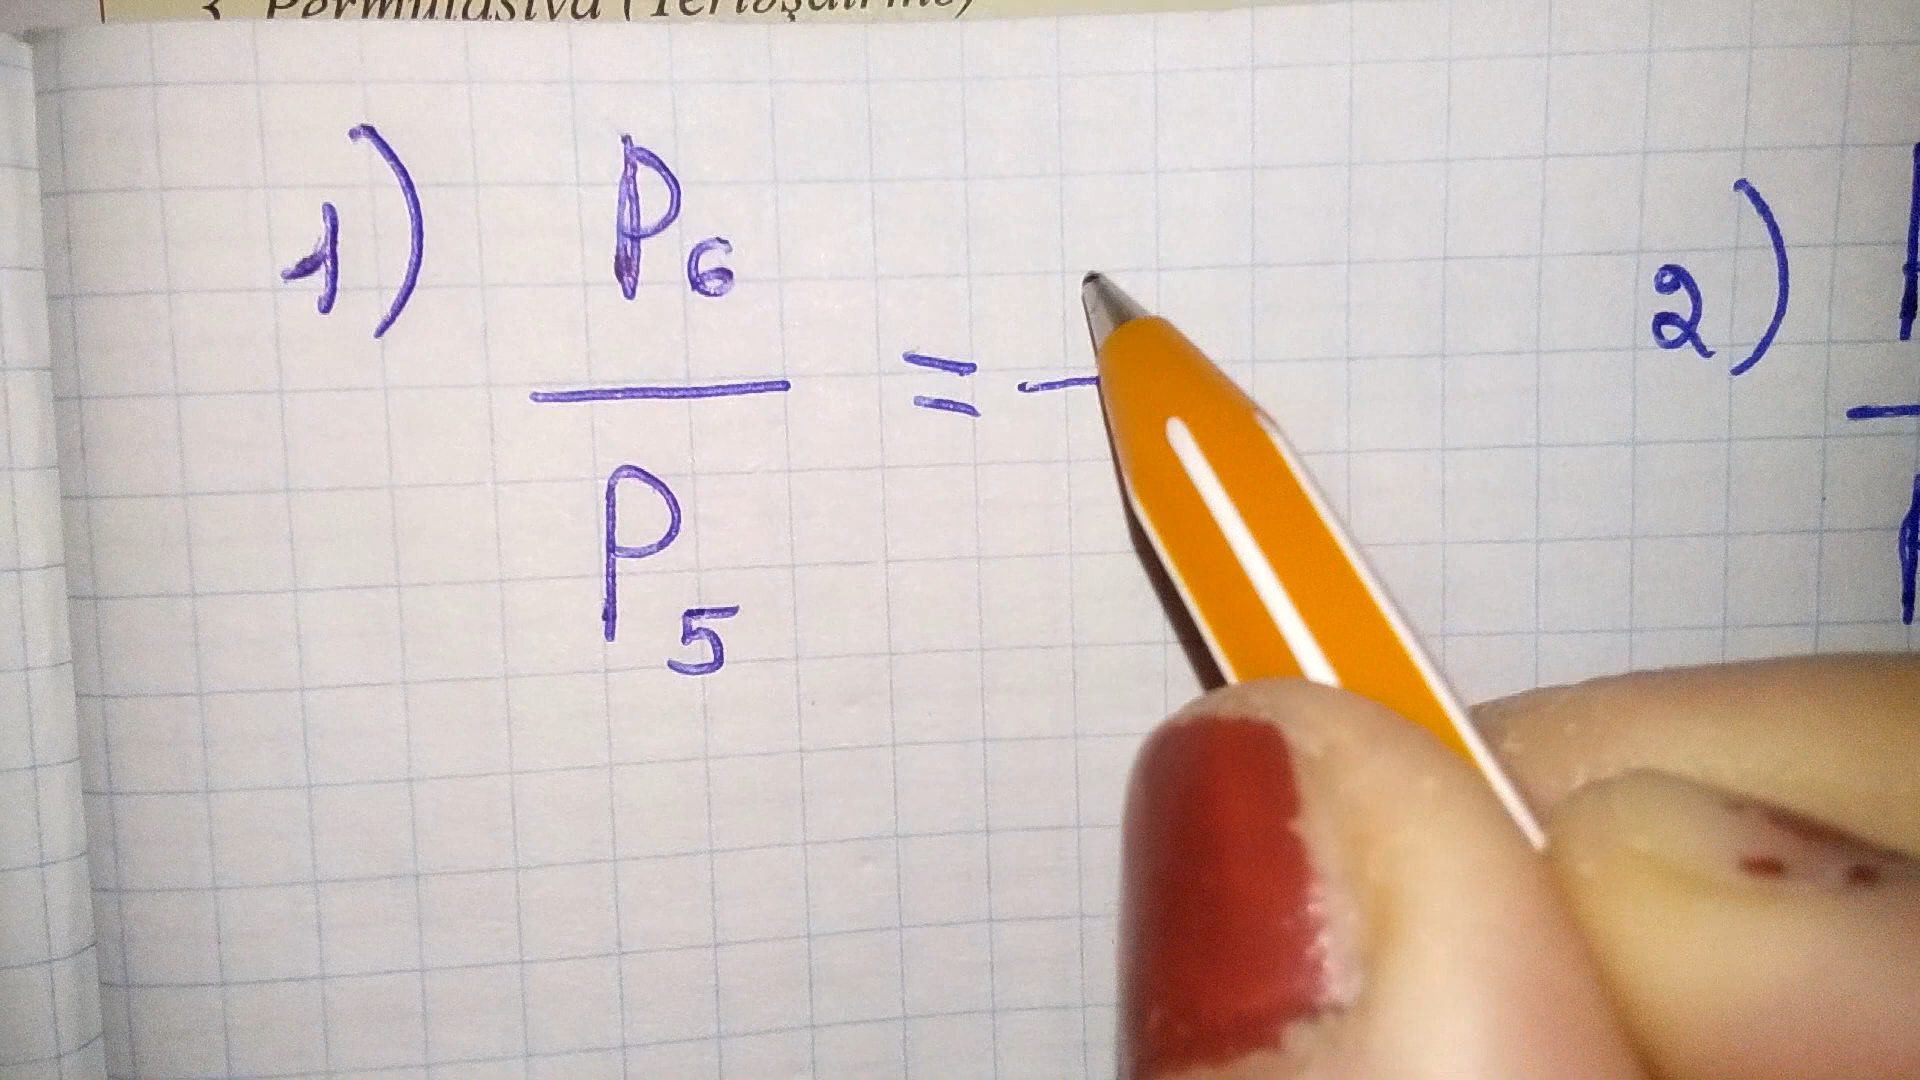 1) P₆ / P₅ =
2)